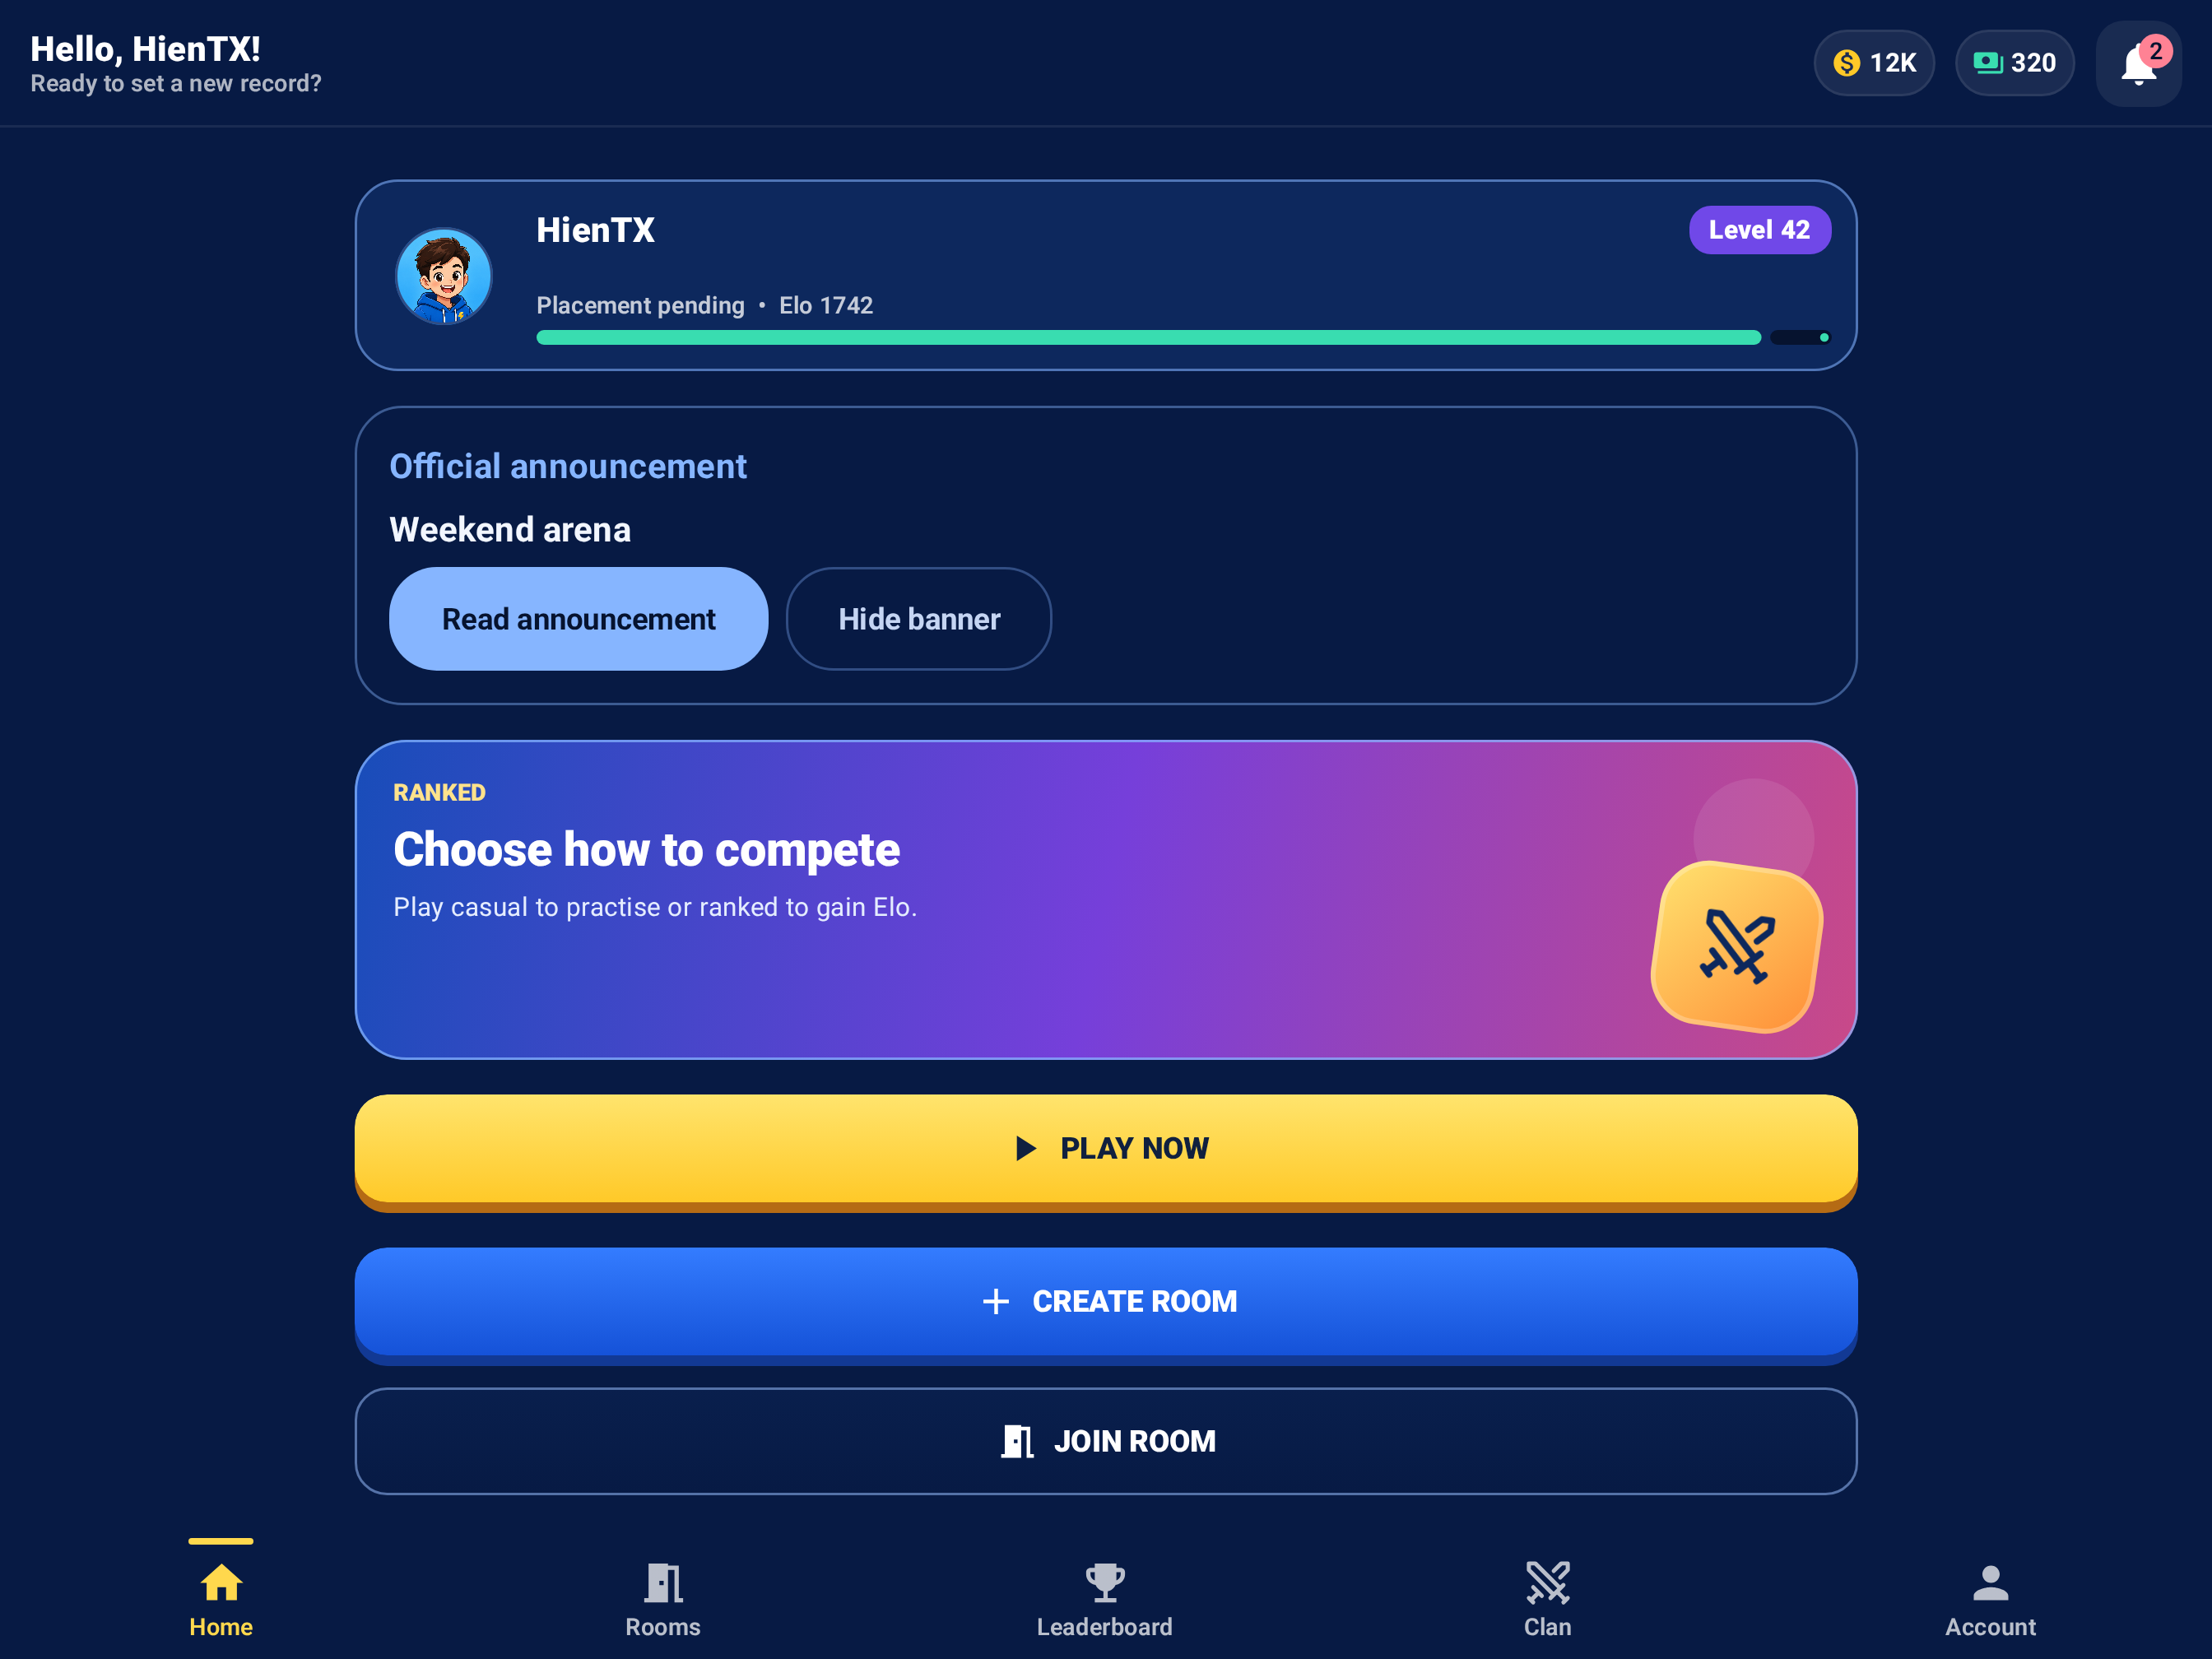 Hello, HienTX!
Ready to set a new record?
12K
320
2
HienTX
Level 42
Placement pending • Elo 1742
Official announcement
Weekend arena
Read announcement
Hide banner
RANKED
Choose how to compete
Play casual to practise or ranked to gain Elo.
PLAY NOW
CREATE ROOM
JOIN ROOM
Home
Rooms
Leaderboard
Clan
Account